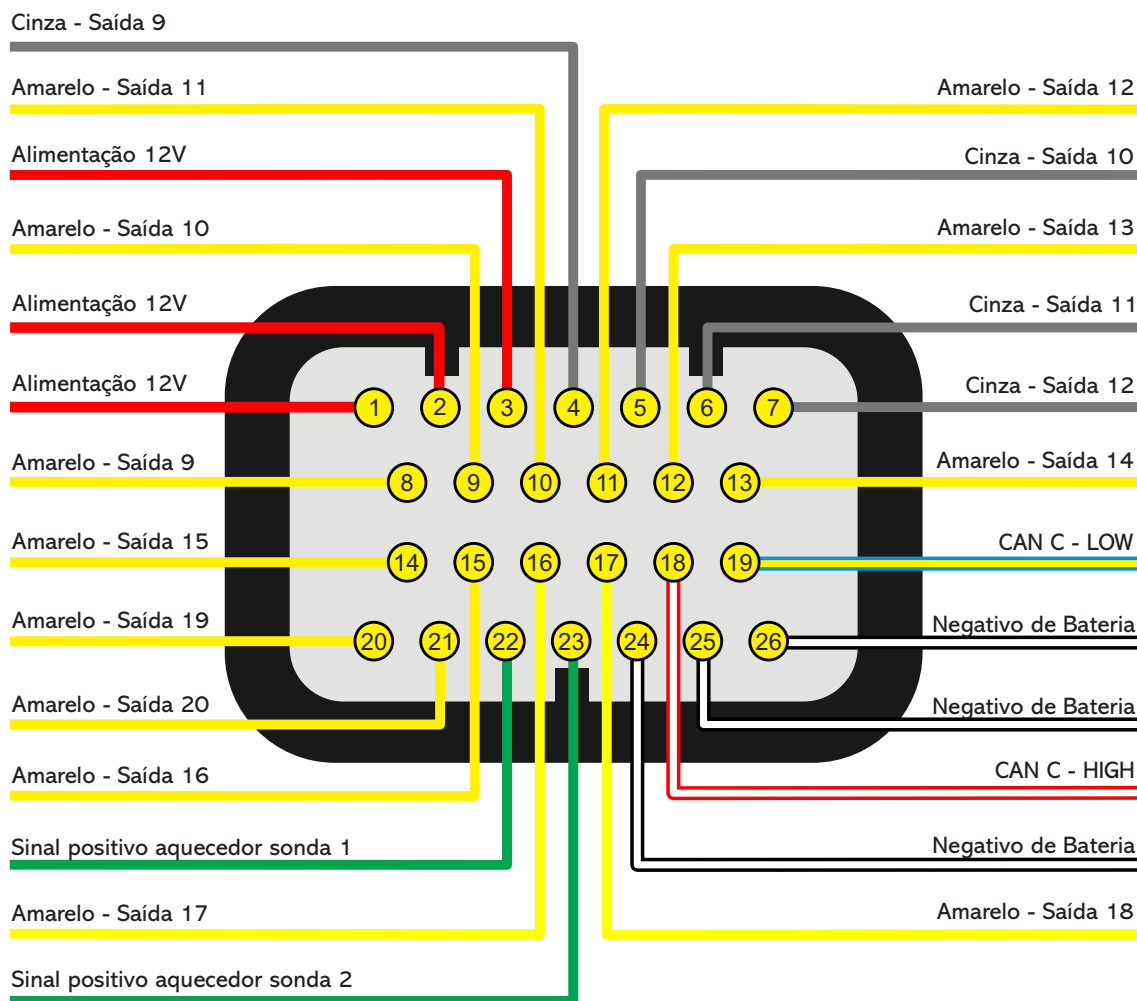 Cinza - Saída 9
Amarelo - Saída 11
Amarelo - Saída 12
Alimentação 12V
Cinza - Saída 10
Amarelo - Saída 10
Amarelo - Saída 13
Alimentação 12V
Cinza - Saída 11
Alimentação 12V
Cinza - Saída 12
1 2 3 4 5 6 7
Amarelo - Saída 9
Amarelo - Saída 14
8 9 10 11 12 13
Amarelo - Saída 15
CAN C - LOW
14 15 16 17 18 19
Amarelo - Saída 19
Negativo de Bateria
20 21 22 23 24 25 26
Amarelo - Saída 20
Negativo de Bateria
Amarelo - Saída 16
CAN C - HIGH
Sinal positivo aquecedor sonda 1
Negativo de Bateria
Amarelo - Saída 17
Amarelo - Saída 18
Sinal positivo aquecedor sonda 2